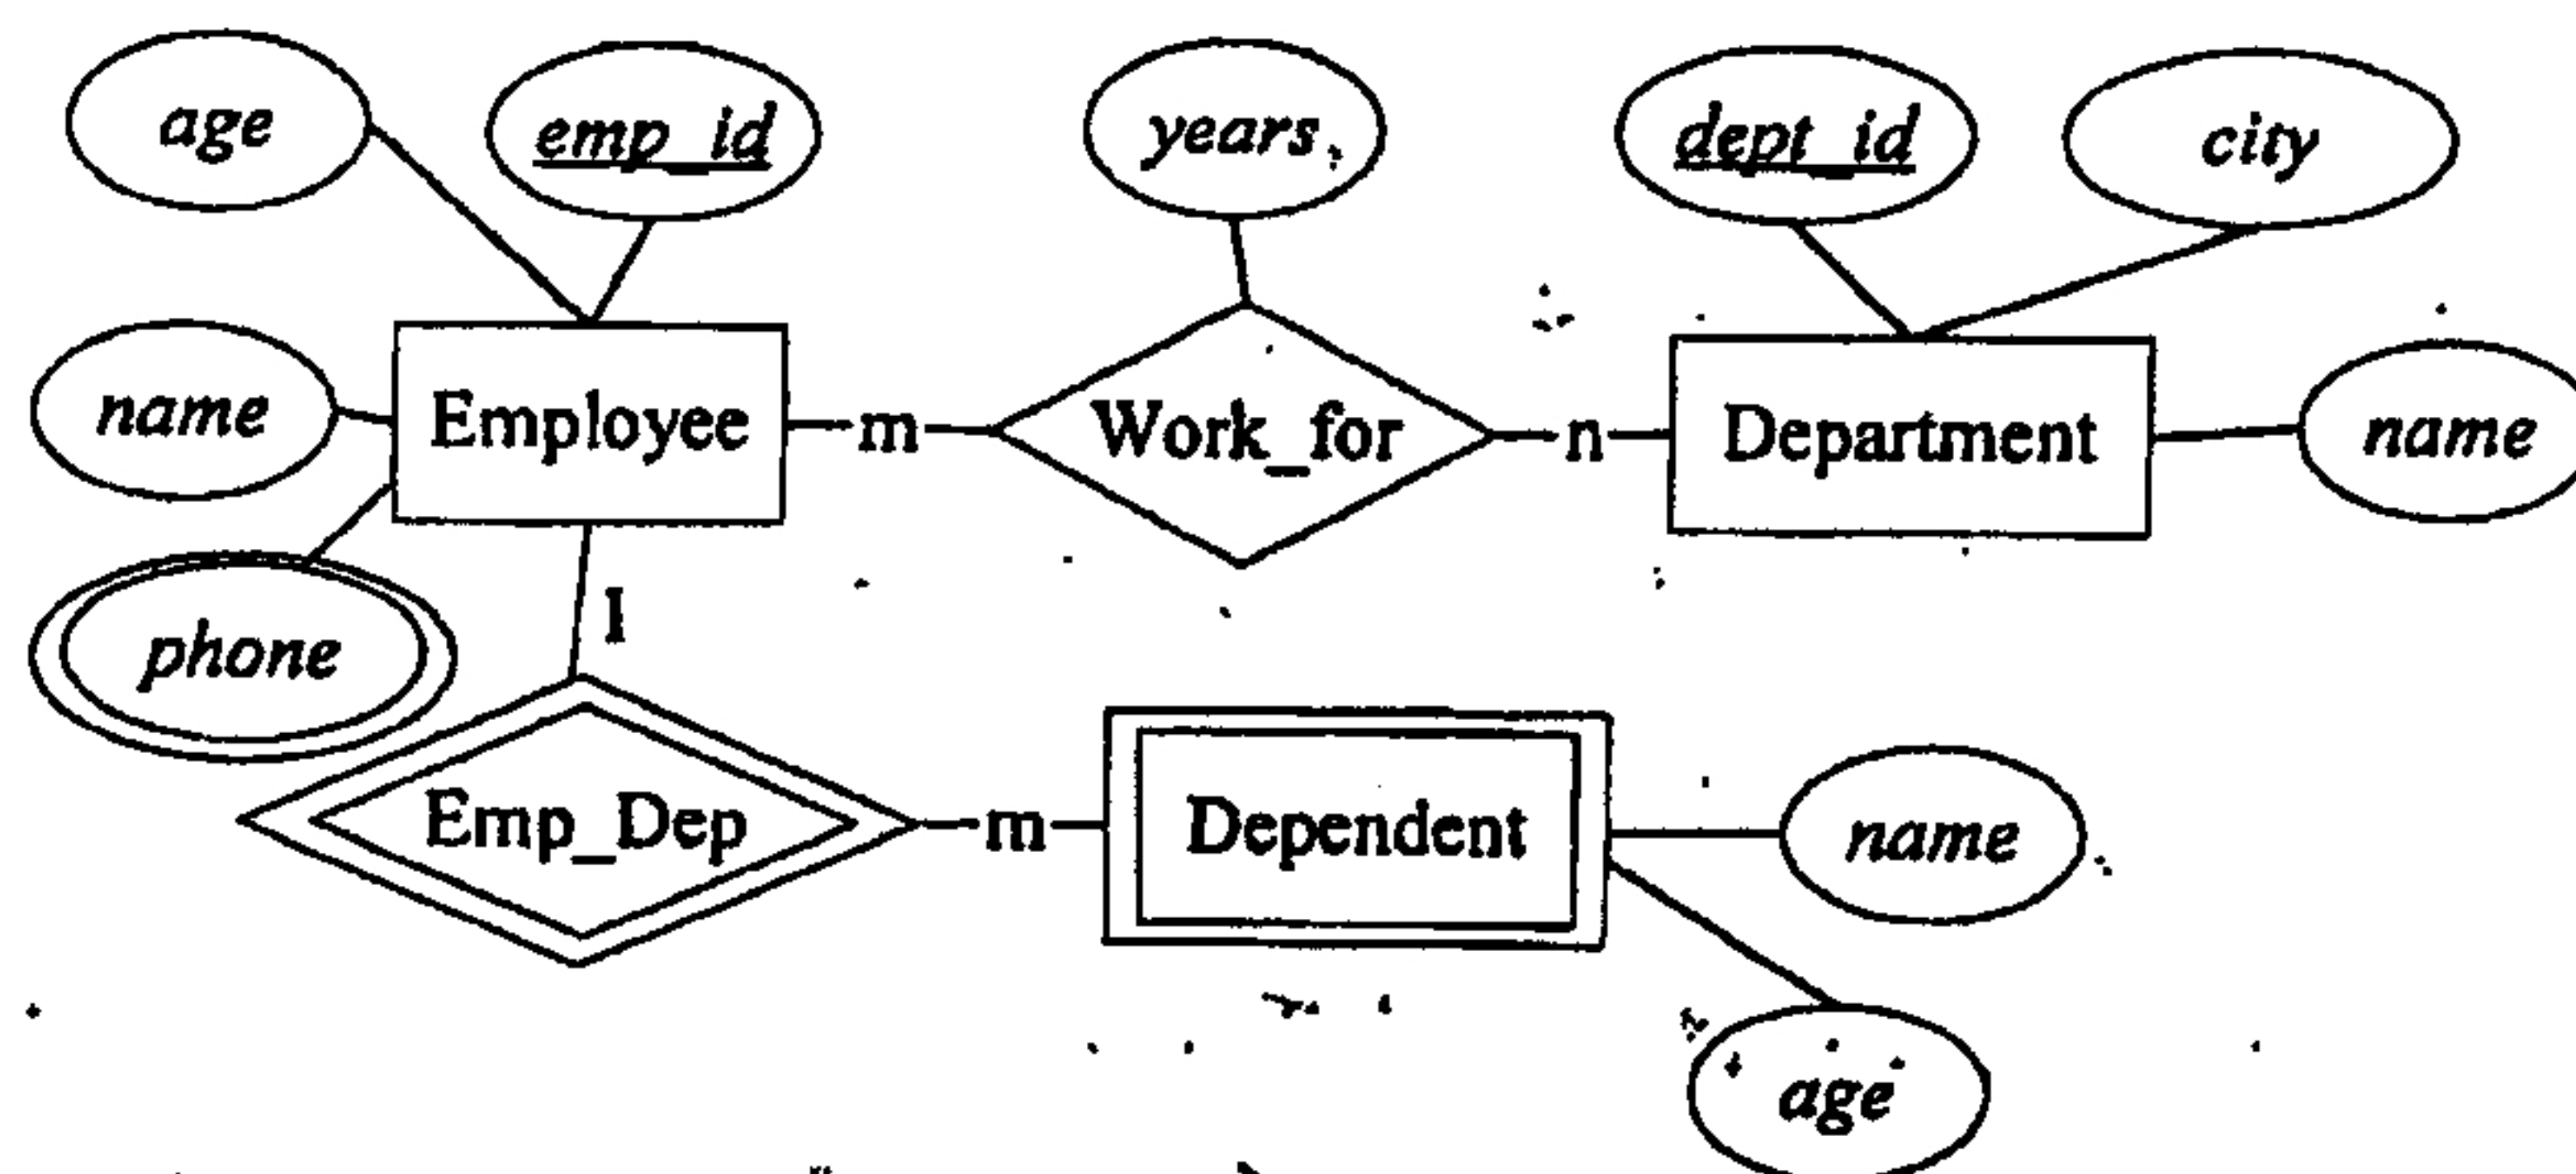 age emp_id years dept_id city
name Employee m Work_for n Department name
1
phone
Emp_Dep m Dependent name
age